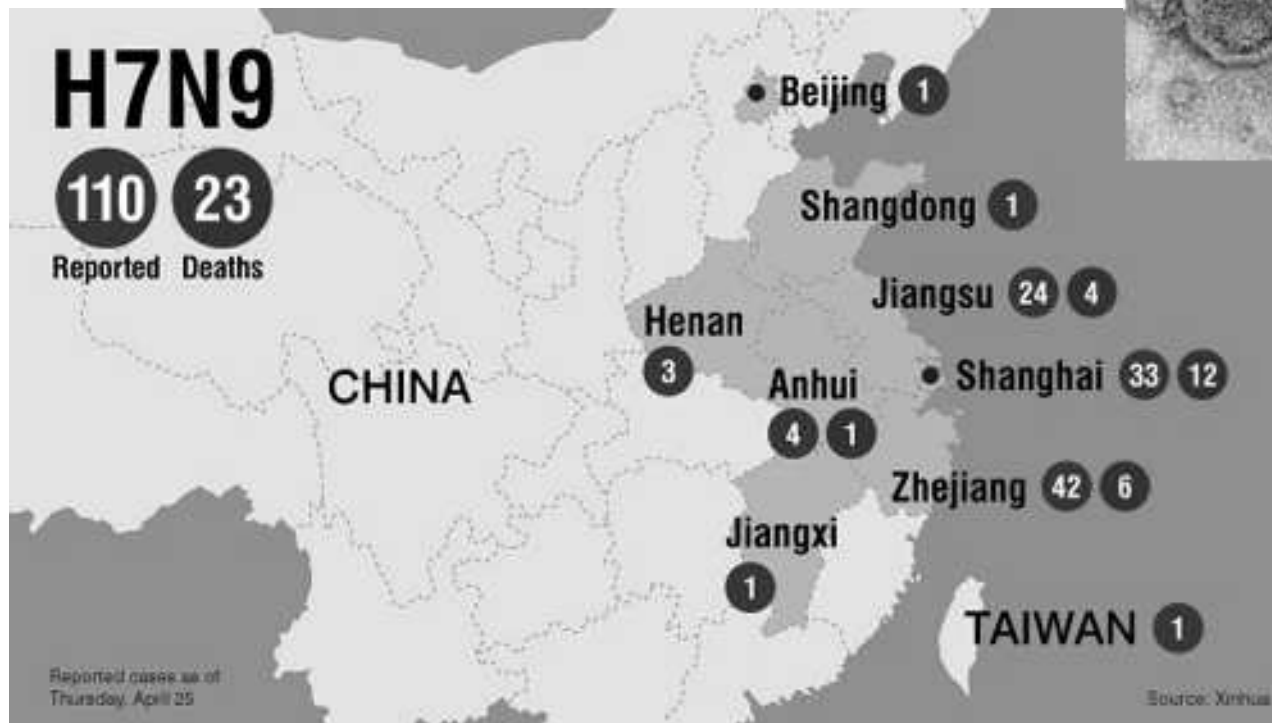 H7N9
110 23
Reported Deaths
Beijing 1
Shangdong 1
Jiangsu 24 4
Henan
3
Shanghai 33 12
CHINA
Anhui
4 1
Zhejiang 42 6
Jiangxi
1
TAIWAN 1
Reported cases as of
Thursday, April 25
Source: Xinhua